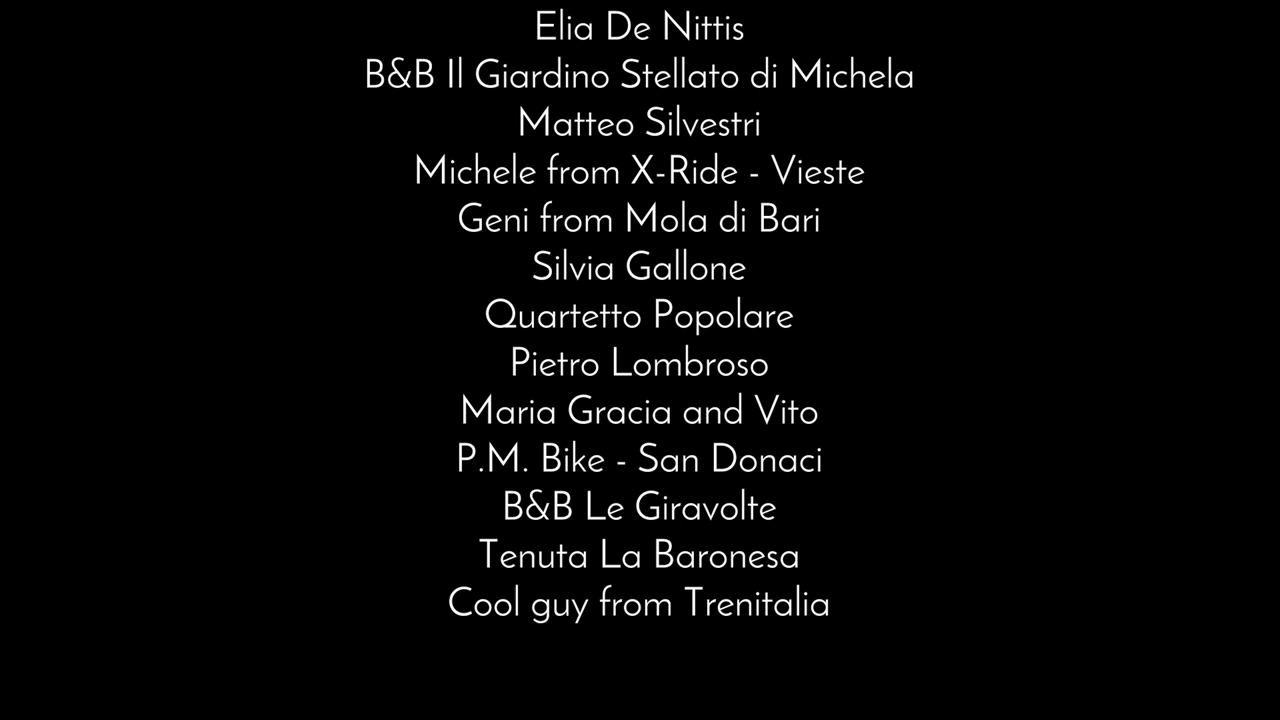 Elia De Nittis
B&B Il Giardino Stellato di Michela
Matteo Silvestri
Michele from X-Ride - Vieste
Geni from Mola di Bari
Silvia Gallone
Quartetto Popolare
Pietro Lombroso
Maria Gracia and Vito
P.M. Bike - San Donaci
B&B Le Giravolte
Tenuta La Baronesa
Cool guy from Trenitalia